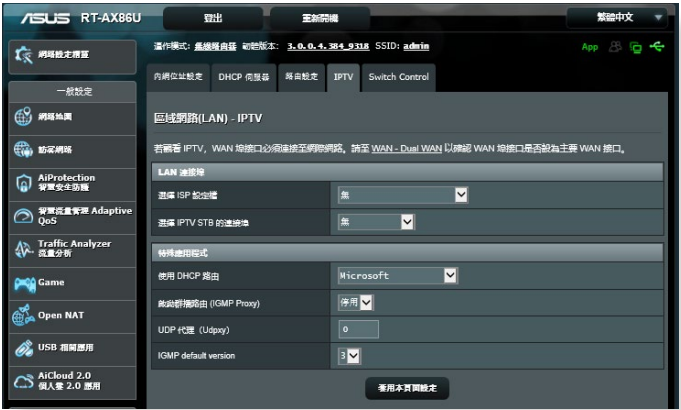 ASUS RT-AX86U 登出 重新開機 繁體中文
操作模式: 無線路由器 韌體版本: 3.0.0.4.384_9318 SSID: admin App
網路設定精靈
一般設定
網路地圖
訪客網路
AiProtection
智慧安全防護
智慧流量管理 Adaptive
QoS
Traffic Analyzer
流量分析
Game
Open NAT
USB 相關應用
AiCloud 2.0
個人雲 2.0 應用
內網位址設定 DHCP 伺服器 路由設定 IPTV Switch Control
區域網路(LAN) - IPTV
若觀看 IPTV，WAN 埠接口必須連接至網際網路。請至 WAN - Dual WAN 以確認 WAN 埠接口是否設為主要 WAN 接口。
LAN 連接埠
選擇 ISP 設定檔 無
選擇 IPTV STB 的連接埠 無
特殊應用程式
使用 DHCP 路由 Microsoft
啟動群播路由 (IGMP Proxy) 停用
UDP 代理 (Udpxy) 0
IGMP default version 3
套用本頁面設定